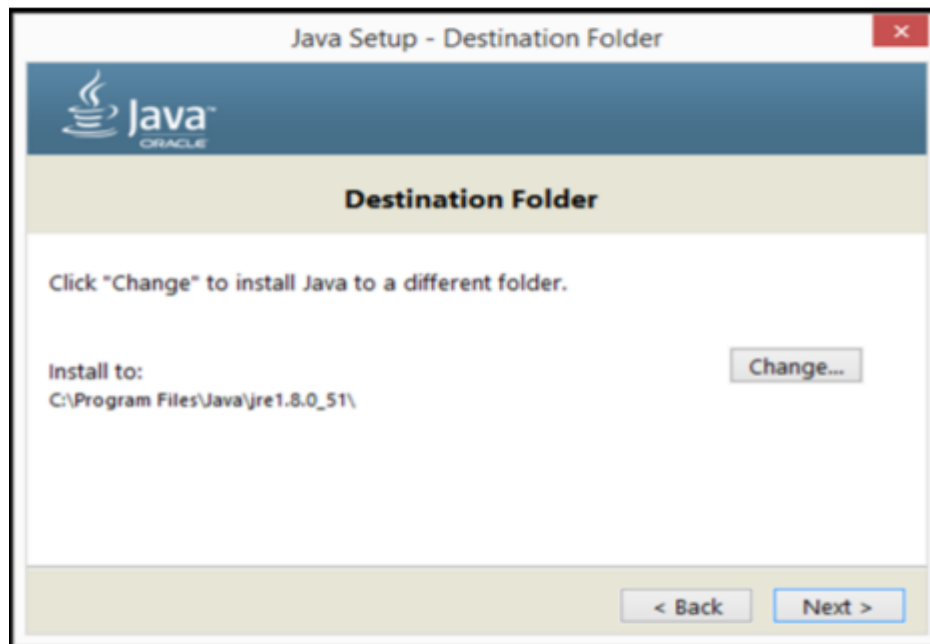 Java Setup - Destination Folder
Java™
ORACLE
Destination Folder
Click "Change" to install Java to a different folder.
Change...
Install to:
C:\Program Files\Java\jre1.8.0_51\
< Back
Next >